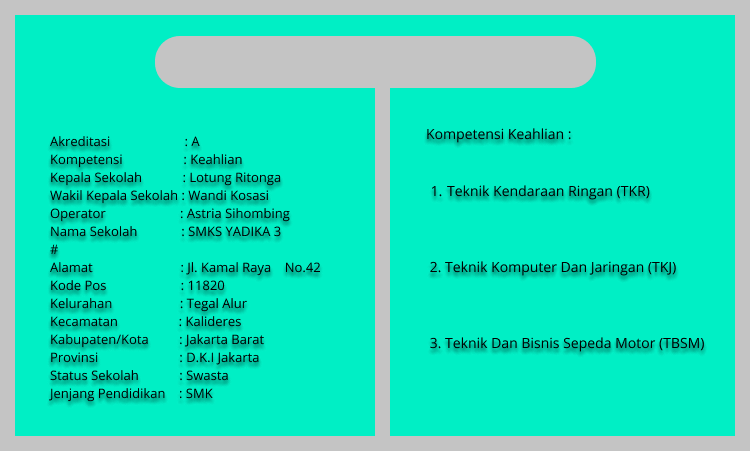 Akreditasi : A
Kompetensi : Keahlian
Kepala Sekolah : Lotung Ritonga
Wakil Kepala Sekolah : Wandi Kosasi
Operator : Astria Sihombing
Nama Sekolah : SMKS YADIKA 3
#
Alamat : Jl. Kamal Raya No.42
Kode Pos : 11820
Kelurahan : Tegal Alur
Kecamatan : Kalideres
Kabupaten/Kota : Jakarta Barat
Provinsi : D.K.I Jakarta
Status Sekolah : Swasta
Jenjang Pendidikan : SMK
Kompetensi Keahlian :
1. Teknik Kendaraan Ringan (TKR)
2. Teknik Komputer Dan Jaringan (TKJ)
3. Teknik Dan Bisnis Sepeda Motor (TBSM)